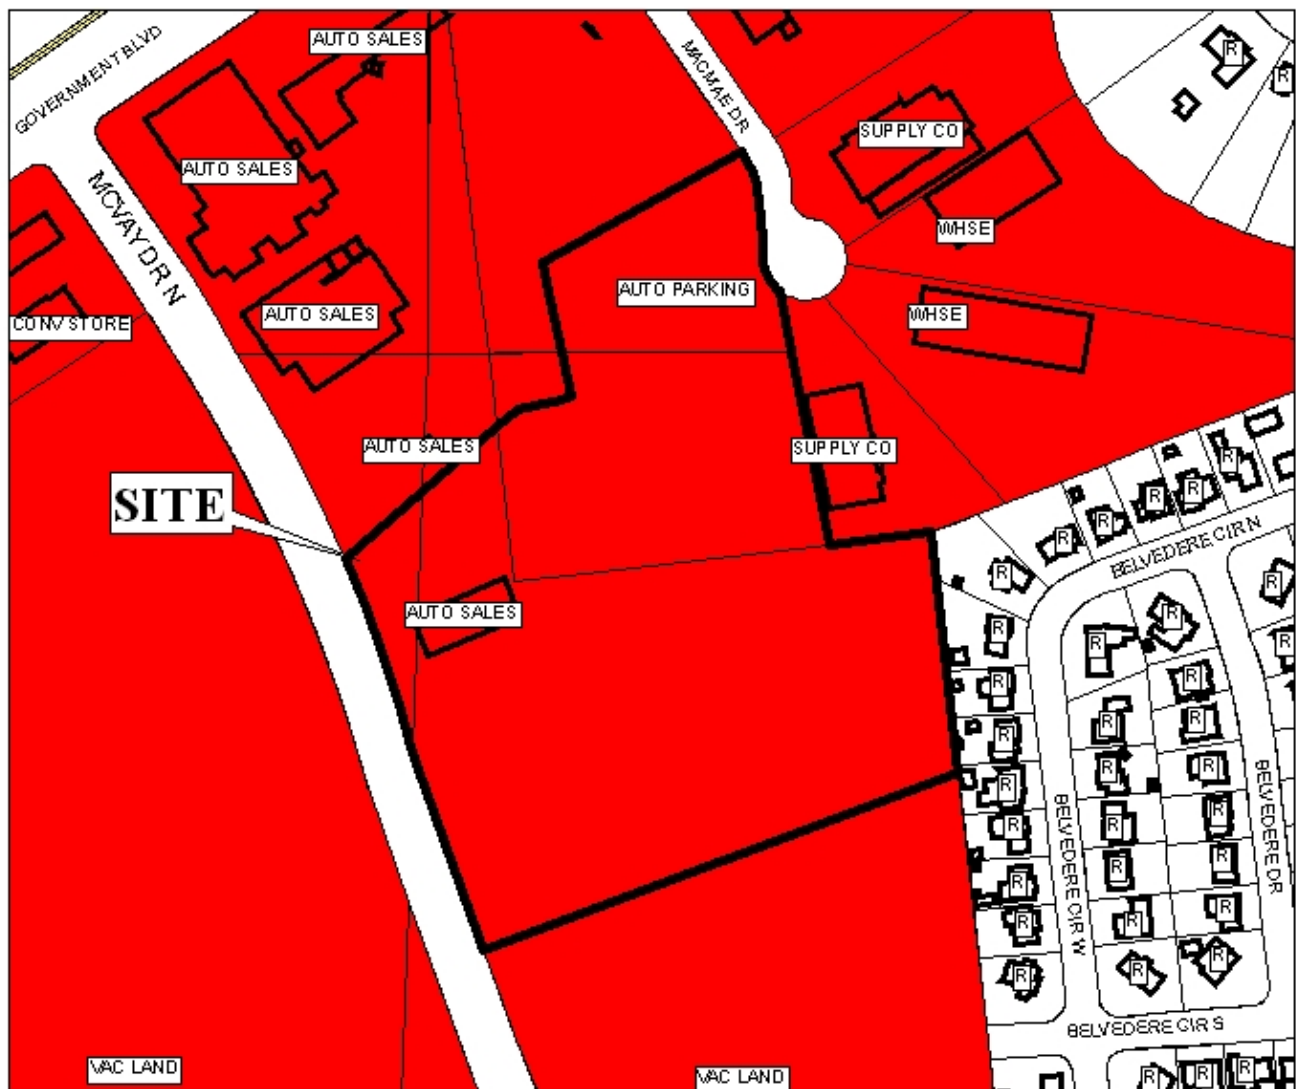 AUTO SALES
GOVERNMENT BLVD
MACMAE DR
R
R
SUPPLY CO
AUTO SALES
MCVAY DR N
WHSE
AUTO PARKING
AUTO SALES
WHSE
CONV STORE
AUTO SALES
SUPPLY CO
R
R
R
R
R
SITE
BELVEDERE CIR N
R
R
R
AUTO SALES
R
R
R
R
R
R
R
R
R
R
R
R
BELVEDERE DR
BELVEDERE CIR W
R
R
R
R
R
R
R
R
R
R
R
R
BELVEDERE CIR S
VAC LAND
VAC LAND
R
R
R